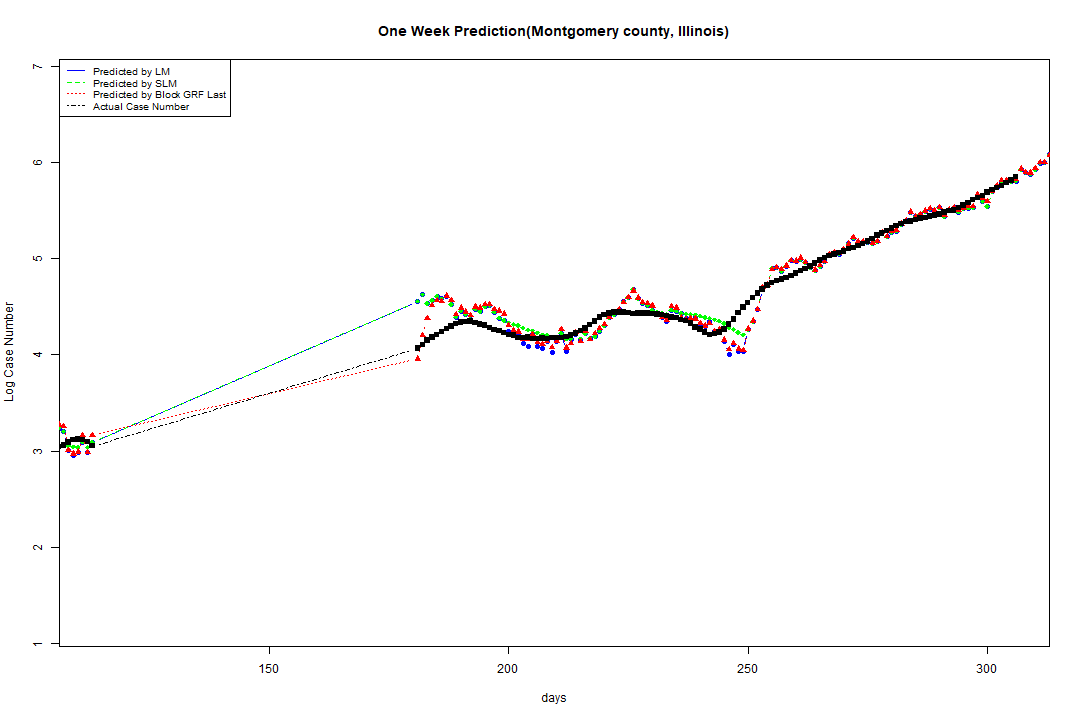 One Week Prediction(Montgomery county, Illinois)
Predicted by LM
Predicted by SLM
Predicted by Block GRF Last
Actual Case Number
7
6
5
4
3
2
1
Log Case Number
150
200
250
300
days